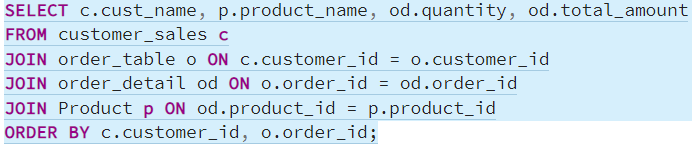 SELECT c.cust_name, p.product_name, od.quantity, od.total_amount
FROM customer_sales c
JOIN order_table o ON c.customer_id = o.customer_id
JOIN order_detail od ON o.order_id = od.order_id
JOIN Product p ON od.product_id = p.product_id
ORDER BY c.customer_id, o.order_id;